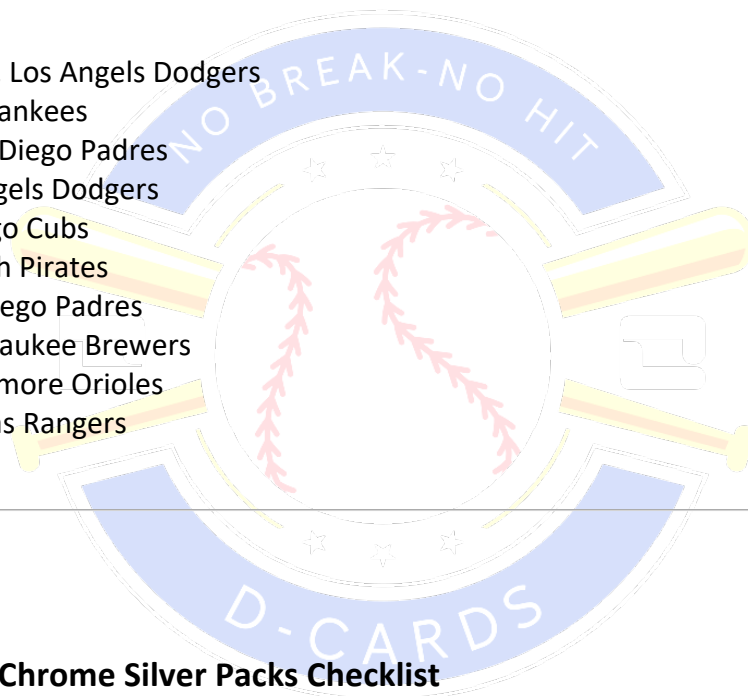 Los Angels Dodgers
ankees
Diego Padres
gels Dodgers
go Cubs
h Pirates
ego Padres
aukee Brewers
more Orioles
as Rangers
NO BREAK-NO HIT
D-CARDS
Chrome Silver Packs Checklist